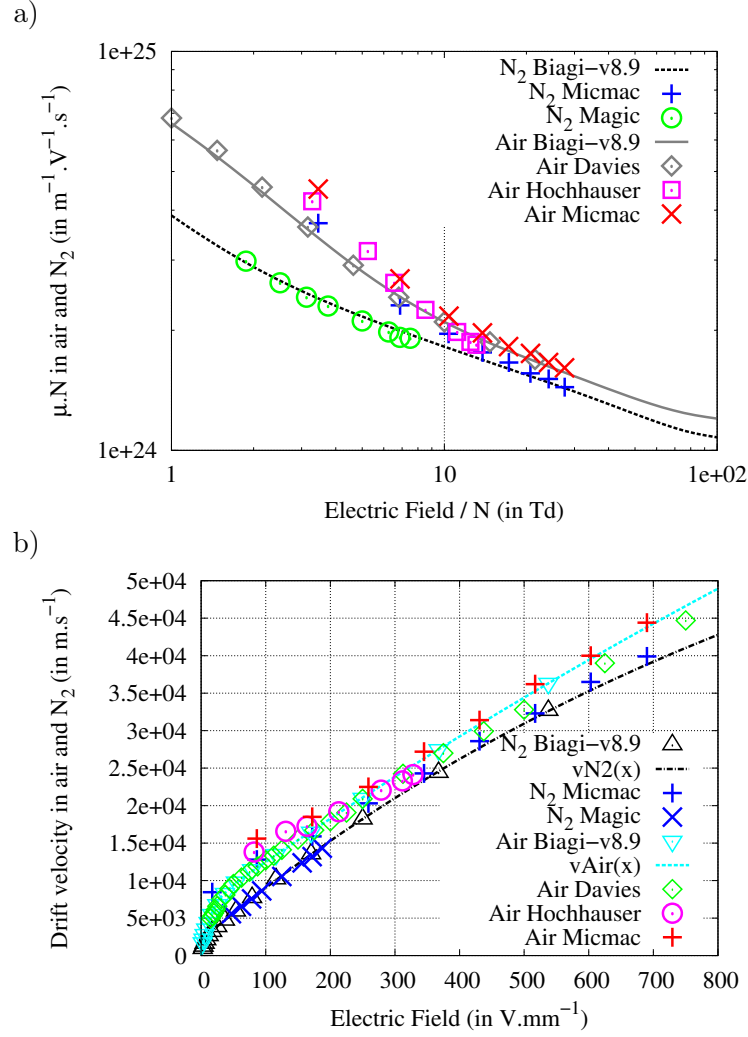 a)
1e+25
N₂ Biagi−v8.9
N₂ Micmac
N₂ Magic
Air Biagi−v8.9
Air Davies
Air Hochhauser
Air Micmac
μ.N in air and N₂ (in m⁻¹.V⁻¹.s⁻¹)
1e+24
1 10 1e+02
Electric Field / N (in Td)
b)
5e+04
4.5e+04
4e+04
3.5e+04
3e+04
2.5e+04
2e+04
1.5e+04
1e+04
5e+03
0
Drift velocity in air and N₂ (in m.s⁻¹)
N₂ Biagi−v8.9
vN2(x)
N₂ Micmac
N₂ Magic
Air Biagi−v8.9
vAir(x)
Air Davies
Air Hochhauser
Air Micmac
0 100 200 300 400 500 600 700 800
Electric Field (in V.mm⁻¹)